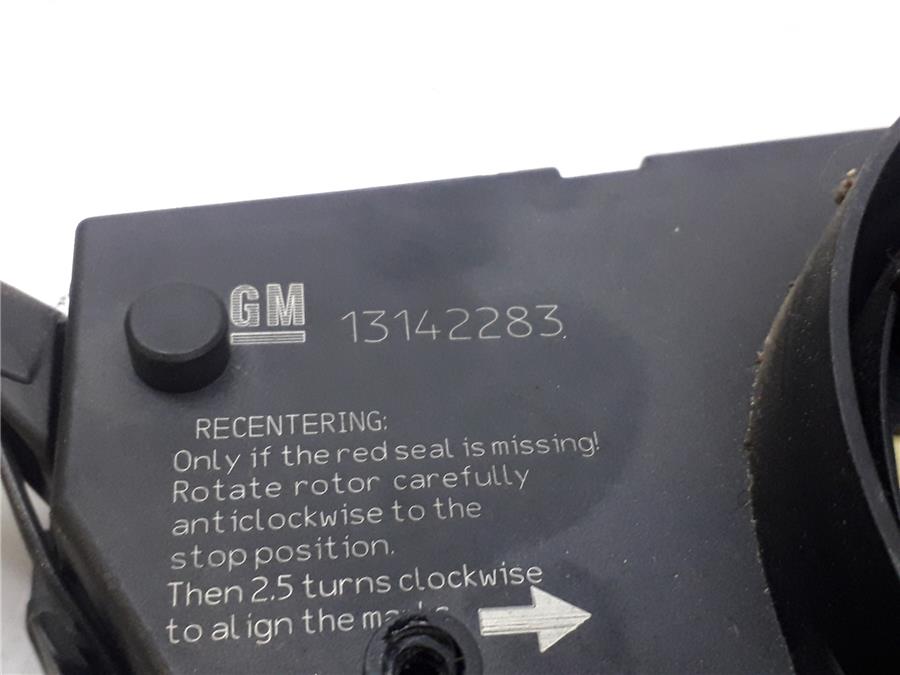 GM 13142283
RECENTERING:
Only if the red seal is missing!
Rotate rotor carefully
anticlockwise to the
stop position.
Then 2.5 turns clockwise
to align the